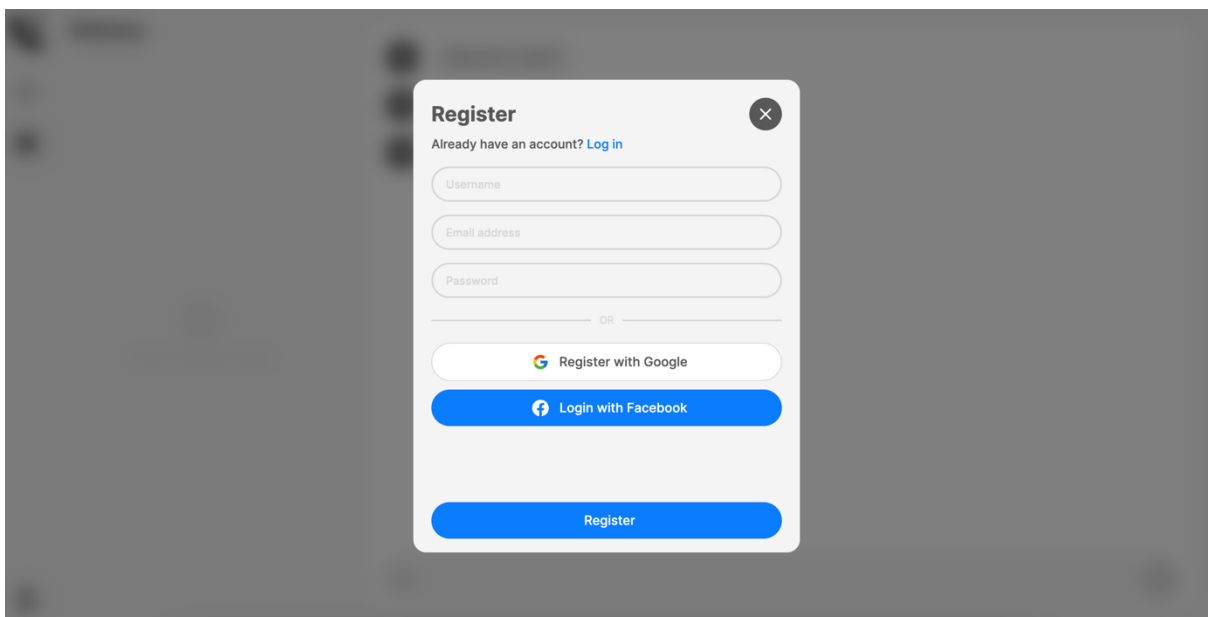 Register
Already have an account? Log in
Username
Email address
Password
OR
Register with Google
Login with Facebook
Register